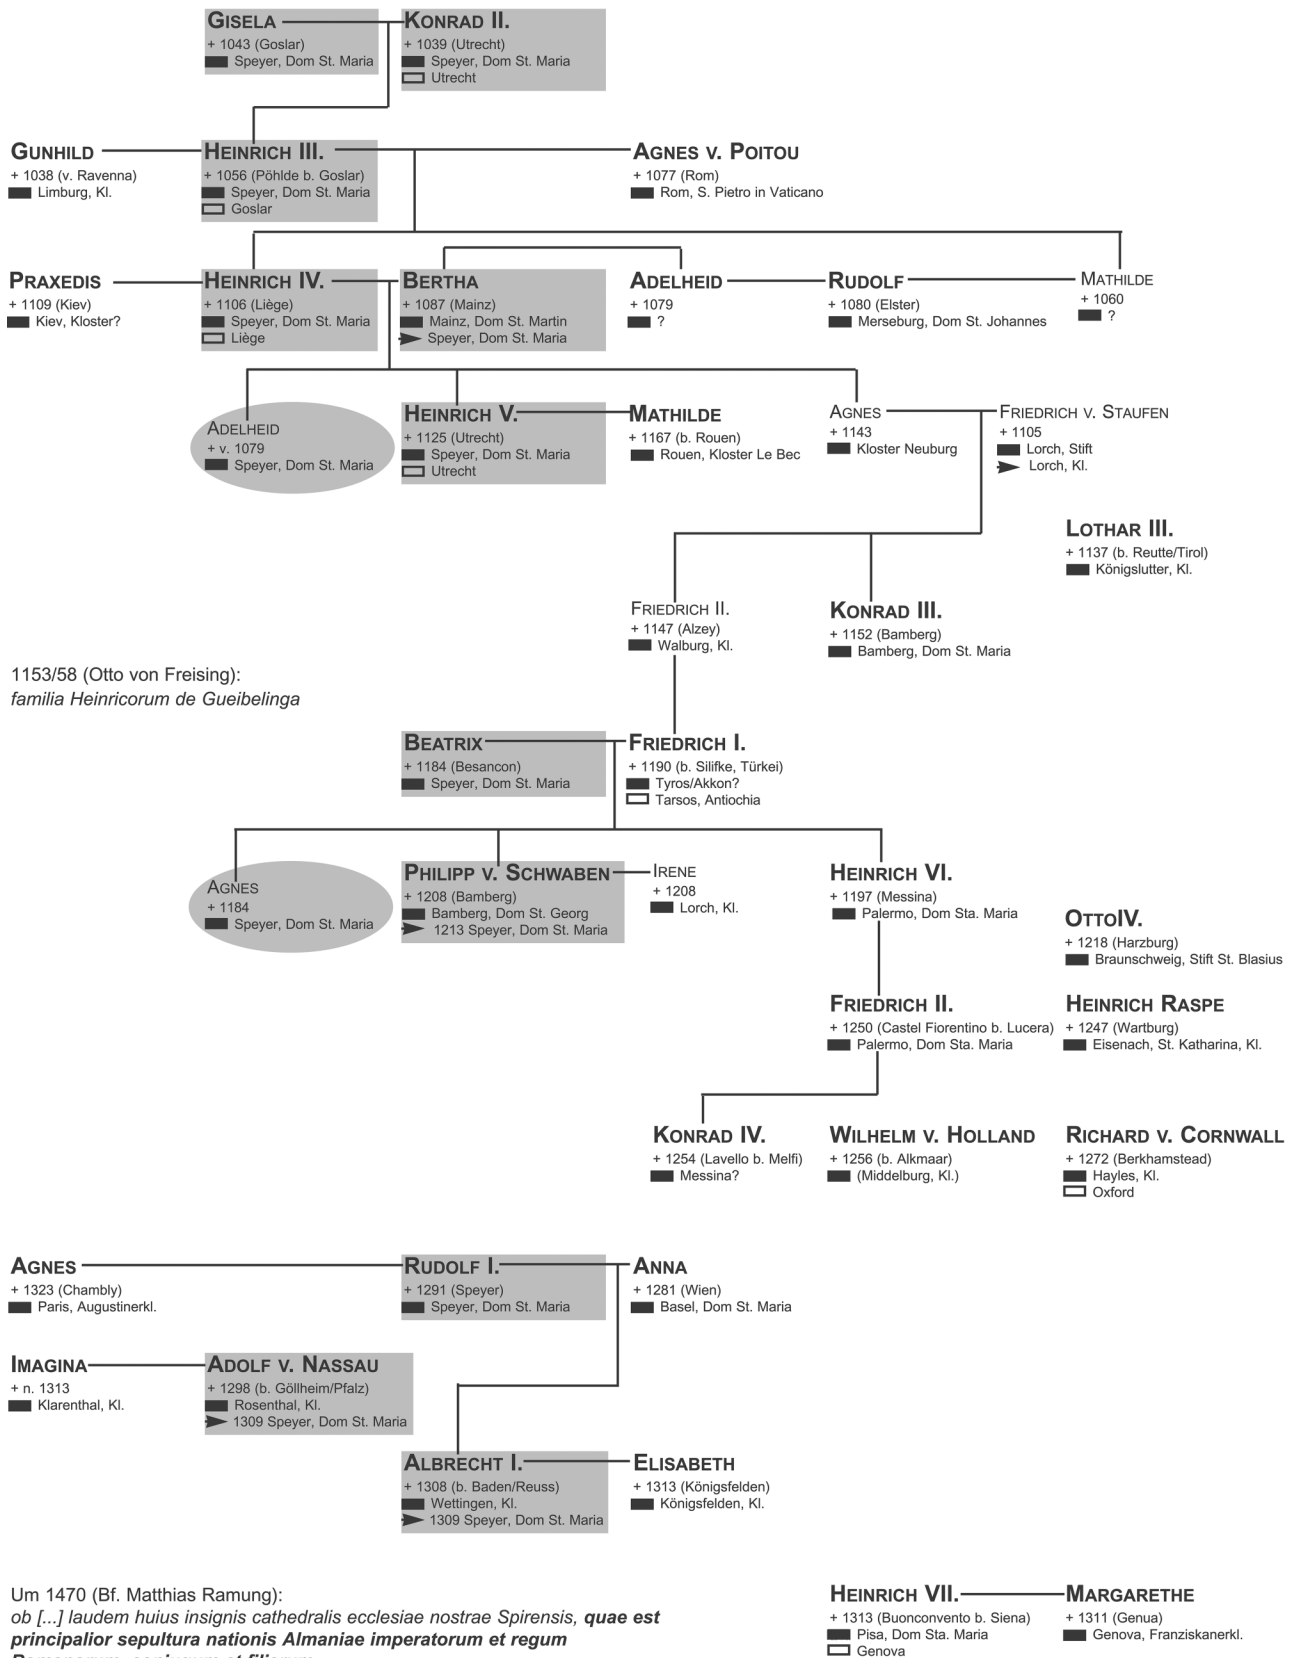 GISELA
+ 1043 (Goslar)
Speyer, Dom St. Maria
KONRAD II.
+ 1039 (Utrecht)
Speyer, Dom St. Maria
Utrecht
GUNHILD
+ 1038 (v. Ravenna)
Limburg, Kl.
HEINRICH III.
+ 1056 (Pöhlde b. Goslar)
Speyer, Dom St. Maria
Goslar
AGNES V. POITOU
+ 1077 (Rom)
Rom, S. Pietro in Vaticano
PRAXEDIS
+ 1109 (Kiev)
Kiev, Kloster?
HEINRICH IV.
+ 1106 (Liège)
Speyer, Dom St. Maria
Liège
BERTHA
+ 1087 (Mainz)
Mainz, Dom St. Martin
Speyer, Dom St. Maria
ADELHEID
+ 1079
?
RUDOLF
+ 1080 (Elster)
Merseburg, Dom St. Johannes
MATHILDE
+ 1060
?
ADELHEID
+ v. 1079
Speyer, Dom St. Maria
HEINRICH V.
+ 1125 (Utrecht)
Speyer, Dom St. Maria
Utrecht
MATHILDE
+ 1167 (b. Rouen)
Rouen, Kloster Le Bec
AGNES
+ 1143
Kloster Neuburg
FRIEDRICH V. STAUFEN
+ 1105
Lorch, Stift
Lorch, Kl.
LOTHAR III.
+ 1137 (b. Reutte/Tirol)
Königslutter, Kl.
FRIEDRICH II.
+ 1147 (Alzey)
Walburg, Kl.
KONRAD III.
+ 1152 (Bamberg)
Bamberg, Dom St. Maria
1153/58 (Otto von Freising):
familia Heinricorum de Gueibelinga
BEATRIX
+ 1184 (Besancon)
Speyer, Dom St. Maria
FRIEDRICH I.
+ 1190 (b. Silifke, Türkei)
Tyros/Akkon?
Tarsos, Antiochia
AGNES
+ 1184
Speyer, Dom St. Maria
PHILIPP V. SCHWABEN
+ 1208 (Bamberg)
Bamberg, Dom St. Georg
1213 Speyer, Dom St. Maria
IRENE
+ 1208
Lorch, Kl.
HEINRICH VI.
+ 1197 (Messina)
Palermo, Dom Sta. Maria
OTTOIV.
+ 1218 (Harzburg)
Braunschweig, Stift St. Blasius
FRIEDRICH II.
+ 1250 (Castel Fiorentino b. Lucera)
Palermo, Dom Sta. Maria
HEINRICH RASPE
+ 1247 (Wartburg)
Eisenach, St. Katharina, Kl.
KONRAD IV.
+ 1254 (Lavello b. Melfi)
Messina?
WILHELM V. HOLLAND
+ 1256 (b. Alkmaar)
(Middelburg, Kl.)
RICHARD V. CORNWALL
+ 1272 (Berkhamstead)
Hayles, Kl.
Oxford
AGNES
+ 1323 (Chambly)
Paris, Augustinerkl.
RUDOLF I.
+ 1291 (Speyer)
Speyer, Dom St. Maria
ANNA
+ 1281 (Wien)
Basel, Dom St. Maria
IMAGINA
+ n. 1313
Klarenthal, Kl.
ADOLF V. NASSAU
+ 1298 (b. Göllheim/Pfalz)
Rosenthal, Kl.
1309 Speyer, Dom St. Maria
ALBRECHT I.
+ 1308 (b. Baden/Reuss)
Wettingen, Kl.
1309 Speyer, Dom St. Maria
ELISABETH
+ 1313 (Königsfelden)
Königsfelden, Kl.
Um 1470 (Bf. Matthias Ramung):
ob [...] laudem huius insignis cathedralis ecclesiae nostrae Spirensis, quae est
principalior sepultura nationis Almaniae imperatorum et regum
HEINRICH VII.
+ 1313 (Buonconvento b. Siena)
Pisa, Dom Sta. Maria
Genova
MARGARETHE
+ 1311 (Genua)
Genova, Franziskanerkl.